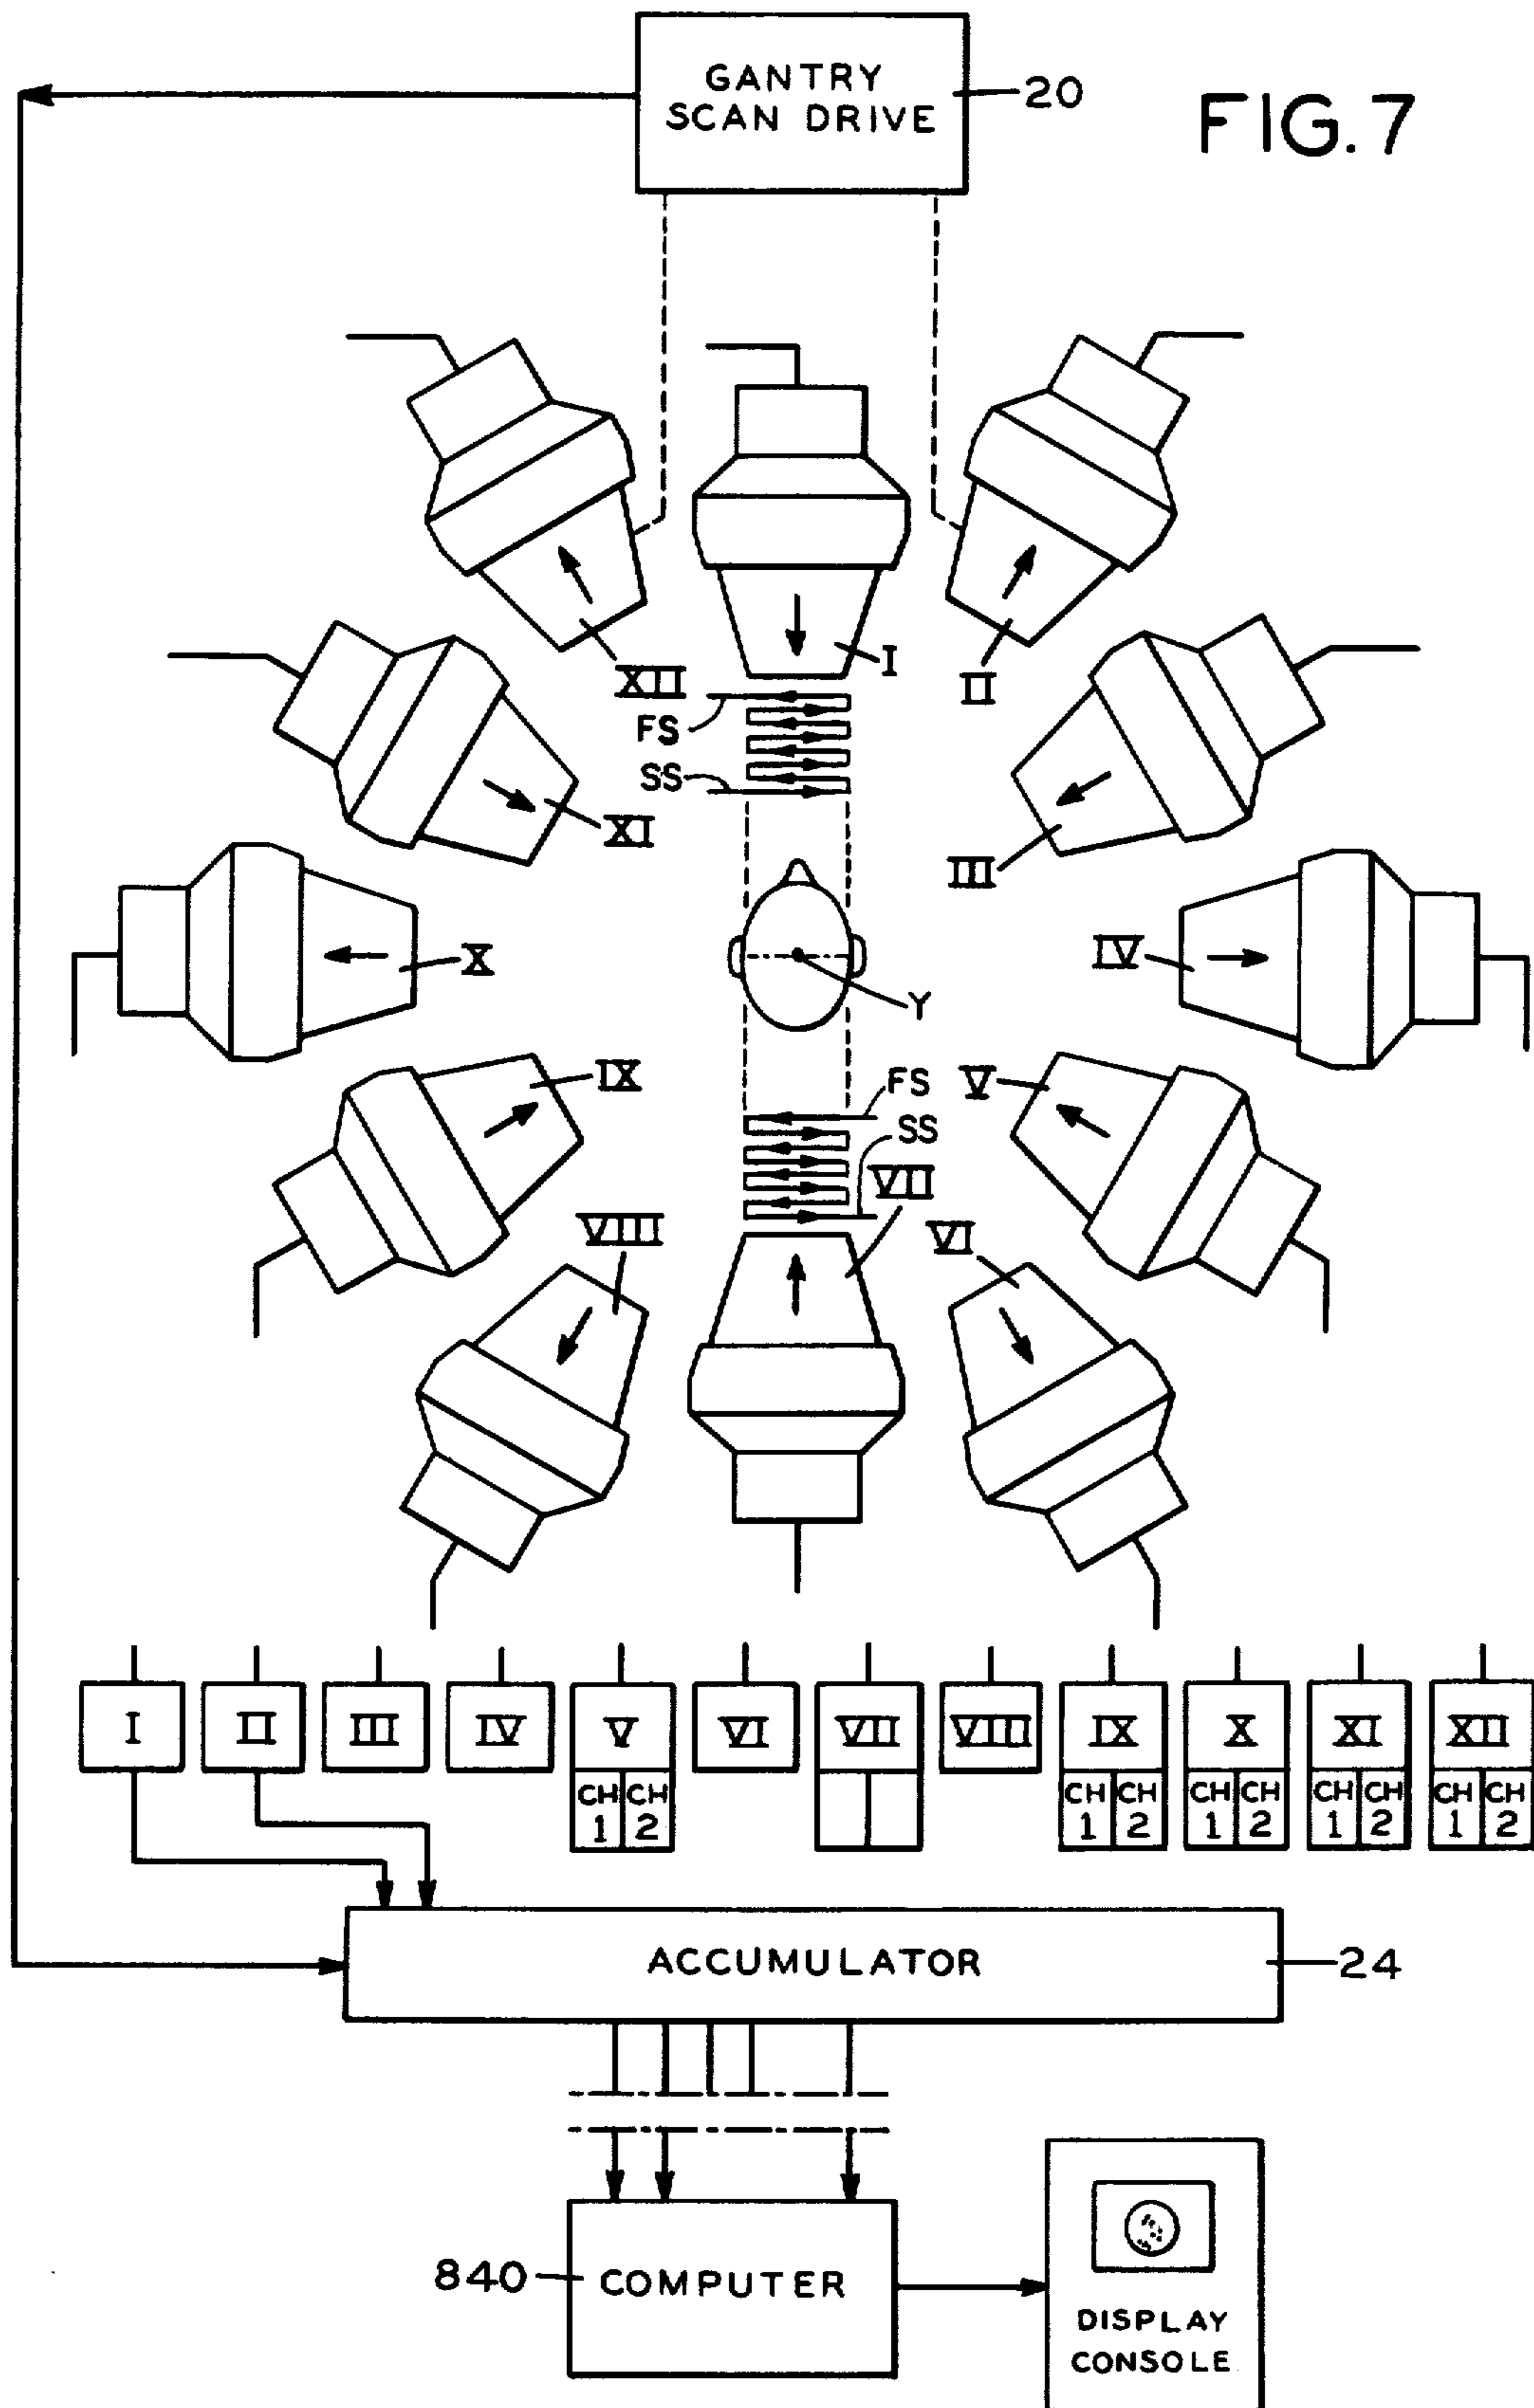 GANTRY
SCAN DRIVE
20
FIG. 7
XII
I
II
FS
SS
XI
III
X
IV
Y
IX
V
FS
SS
VII
VIII
VI
I II III IV V VI VII VIII IX X XI XII
CH 1 CH 2 CH 1 CH 2 CH 1 CH 2 CH 1 CH 2 CH 1 CH 2
ACCUMULATOR
24
840
COMPUTER
DISPLAY
CONSOLE